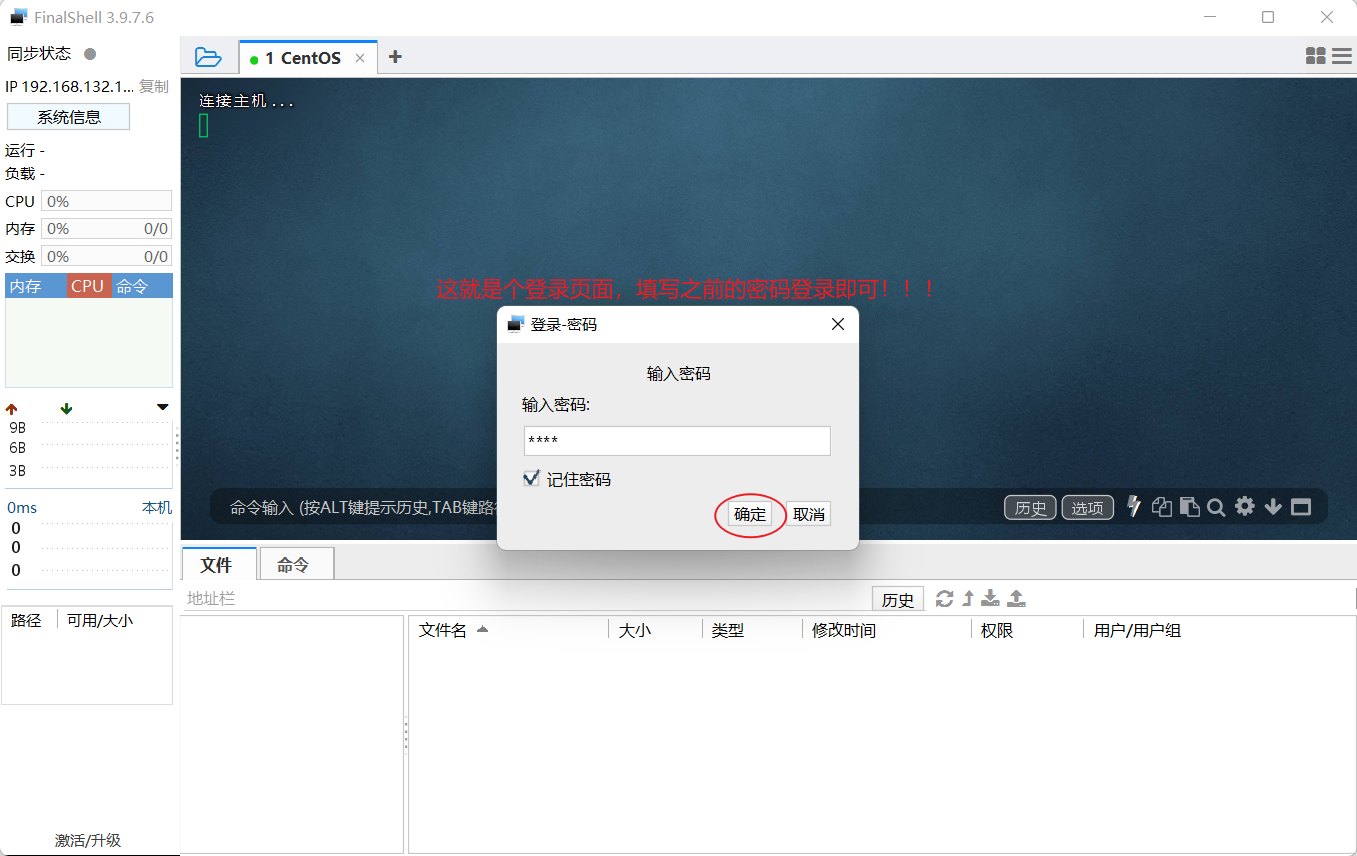 FinalShell 3.9.7.6
同步状态
1 CentOS
IP 192.168.132.1... 复制
系统信息
运行 -
负载 -
CPU 0%
内存 0% 0/0
交换 0% 0/0
内存 CPU 命令
9B
6B
3B
0ms 本机
0
0
0
路径 可用/大小
激活/升级
连接主机...
这就是个登录页面，填写之前的密码登录即可！！！
登录-密码
输入密码
输入密码:
****
记住密码
确定 取消
命令输入 (按ALT键提示历史,TAB键路
历史 选项
文件 命令
地址栏 历史
文件名 大小 类型 修改时间 权限 用户/用户组